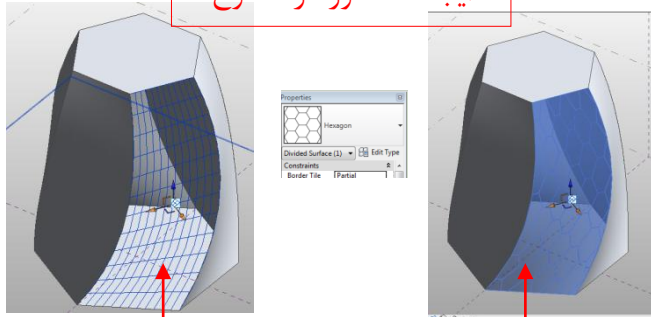 Properties
Hexagon
Divided Surface (1)
Edit Type
Constraints
Border Tile
Partial